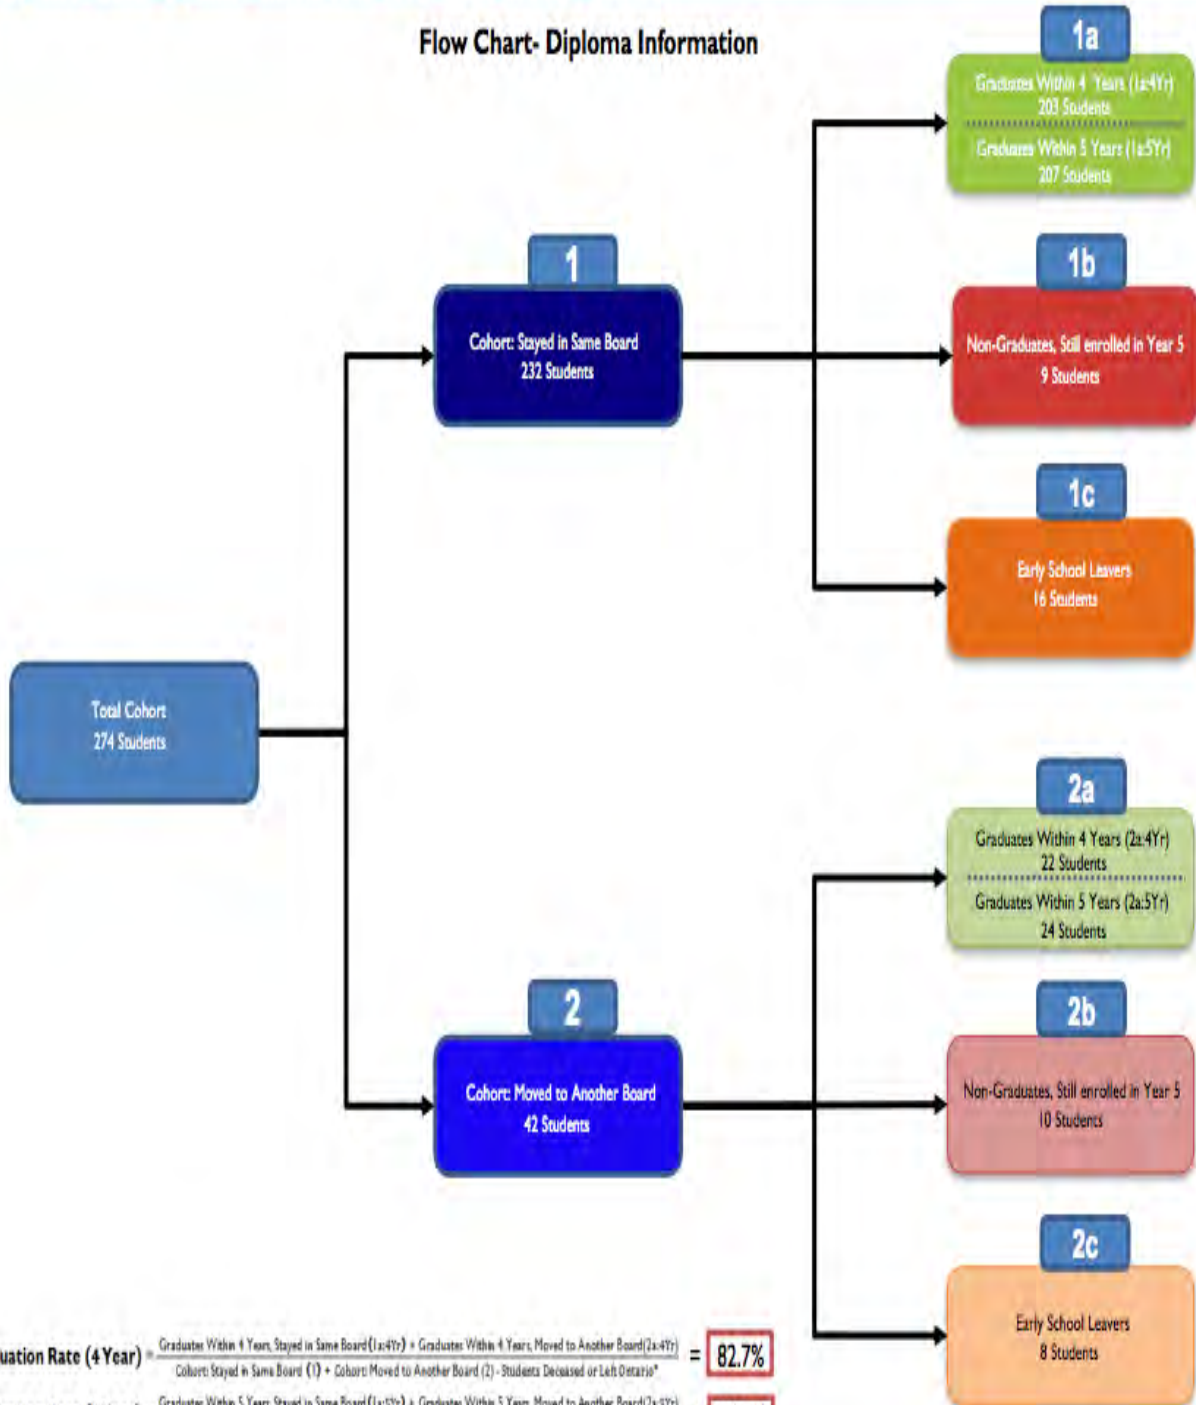 Flow Chart- Diploma Information
1a
Graduates Within 4 Years (1a:4Yr)
203 Students
Graduates Within 5 Years (1a:5Yr)
207 Students
1
Cohort: Stayed in Same Board
232 Students
1b
Non-Graduates, Still enrolled in Year 5
9 Students
1c
Early School Leavers
16 Students
Total Cohort
274 Students
2a
Graduates Within 4 Years (2a:4Yr)
22 Students
Graduates Within 5 Years (2a:5Yr)
24 Students
2
Cohort: Moved to Another Board
42 Students
2b
Non-Graduates, Still enrolled in Year 5
10 Students
2c
Early School Leavers
8 Students
uation Rate (4 Year) = Graduates Within 4 Years, Stayed in Same Board(1a:4Yr) + Graduates Within 4 Years, Moved to Another Board(2a:4Yr)
Cohort: Stayed in Same Board (1) + Cohort: Moved to Another Board (2) - Students Deceased or Left Ontario*
= 82.7%
Graduates Within 5 Years, Stayed in Same Board(1a:5Yr) + Graduates Within 5 Years, Moved to Another Board(2a:5Yr)